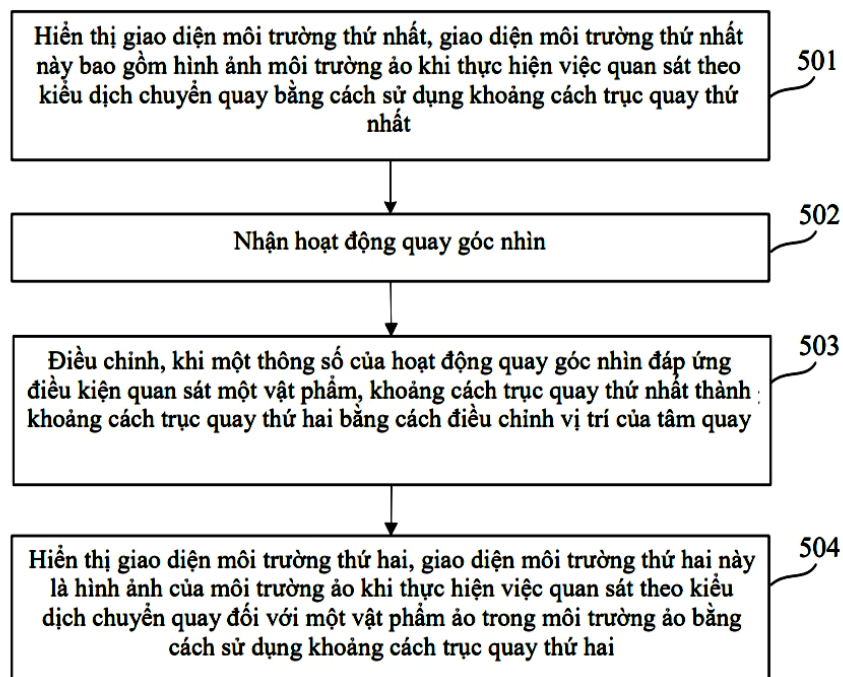 Hiển thị giao diện môi trường thứ nhất, giao diện môi trường thứ nhất
này bao gồm hình ảnh môi trường ảo khi thực hiện việc quan sát theo
kiểu dịch chuyển quay bằng cách sử dụng khoảng cách trục quay thứ
nhất
501
Nhận hoạt động quay góc nhìn
502
Điều chỉnh, khi một thông số của hoạt động quay góc nhìn đáp ứng
điều kiện quan sát một vật phẩm, khoảng cách trục quay thứ nhất thành
khoảng cách trục quay thứ hai bằng cách điều chỉnh vị trí của tâm quay
503
Hiển thị giao diện môi trường thứ hai, giao diện môi trường thứ hai này
là hình ảnh của môi trường ảo khi thực hiện việc quan sát theo kiểu
dịch chuyển quay đối với một vật phẩm ảo trong môi trường ảo bằng
cách sử dụng khoảng cách trục quay thứ hai
504